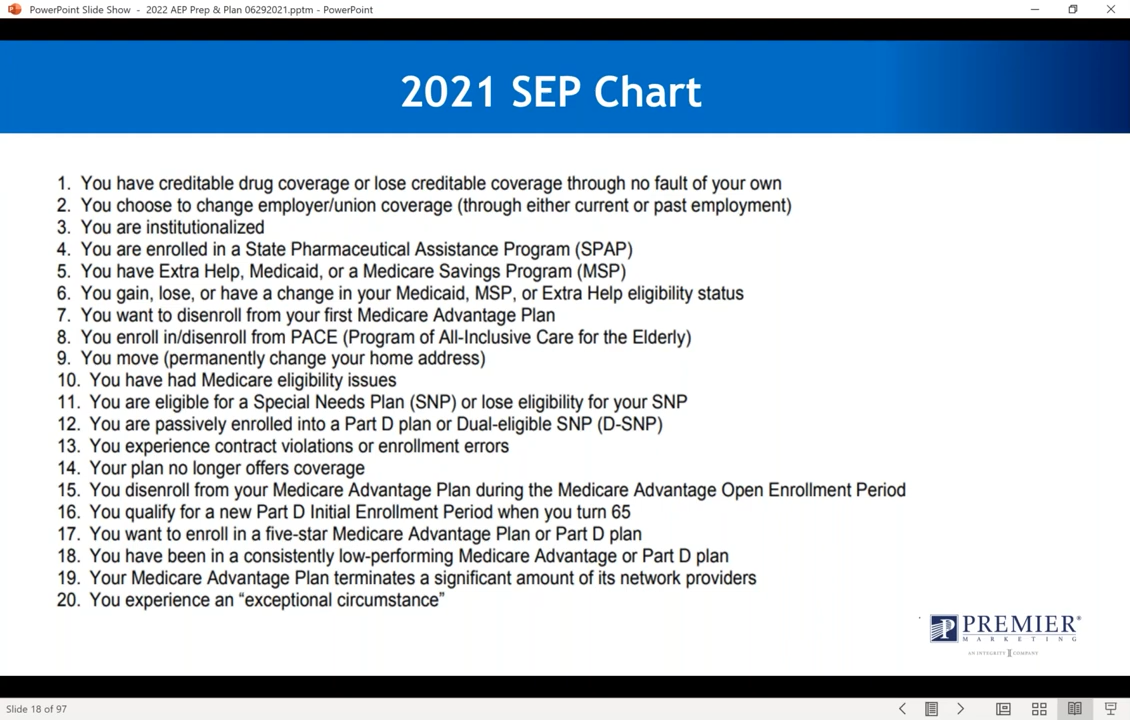 PowerPoint Slide Show - 2022 AEP Prep & Plan 06292021.pptm - PowerPoint
2021 SEP Chart
1. You have creditable drug coverage or lose creditable coverage through no fault of your own
2. You choose to change employer/union coverage (through either current or past employment)
3. You are institutionalized
4. You are enrolled in a State Pharmaceutical Assistance Program (SPAP)
5. You have Extra Help, Medicaid, or a Medicare Savings Program (MSP)
6. You gain, lose, or have a change in your Medicaid, MSP, or Extra Help eligibility status
7. You want to disenroll from your first Medicare Advantage Plan
8. You enroll in/disenroll from PACE (Program of All-Inclusive Care for the Elderly)
9. You move (permanently change your home address)
10. You have had Medicare eligibility issues
11. You are eligible for a Special Needs Plan (SNP) or lose eligibility for your SNP
12. You are passively enrolled into a Part D plan or Dual-eligible SNP (D-SNP)
13. You experience contract violations or enrollment errors
14. Your plan no longer offers coverage
15. You disenroll from your Medicare Advantage Plan during the Medicare Advantage Open Enrollment Period
16. You qualify for a new Part D Initial Enrollment Period when you turn 65
17. You want to enroll in a five-star Medicare Advantage Plan or Part D plan
18. You have been in a consistently low-performing Medicare Advantage or Part D plan
19. Your Medicare Advantage Plan terminates a significant amount of its network providers
20. You experience an “exceptional circumstance”
PREMIER®
MARKETING
AN INTEGRITY COMPANY
Slide 18 of 97